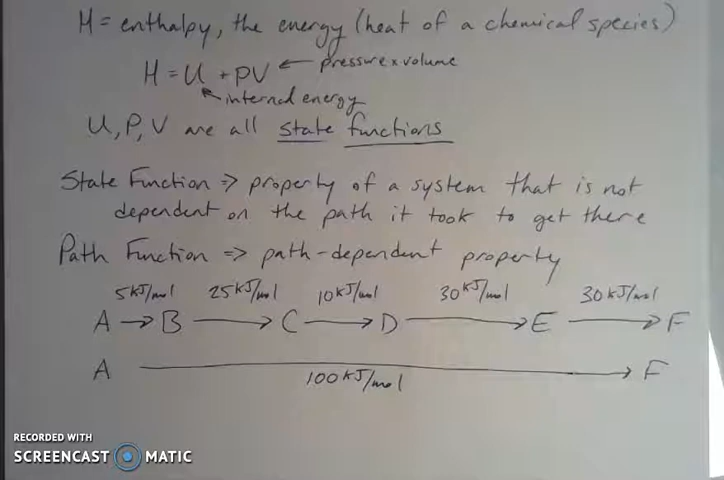 H = enthalpy, the energy (heat of a chemical species)
H = U + PV ← pressure x volume
internal energy
U, P, V are all state functions
State Function => property of a system that is not
dependent on the path it took to get there
Path Function => path-dependent property
5kJ/mol 25kJ/mol 10kJ/mol 30kJ/mol 30kJ/mol
A → B → C → D → E → F
A → F
100kJ/mol
RECORDED WITH
SCREENCAST MATIC